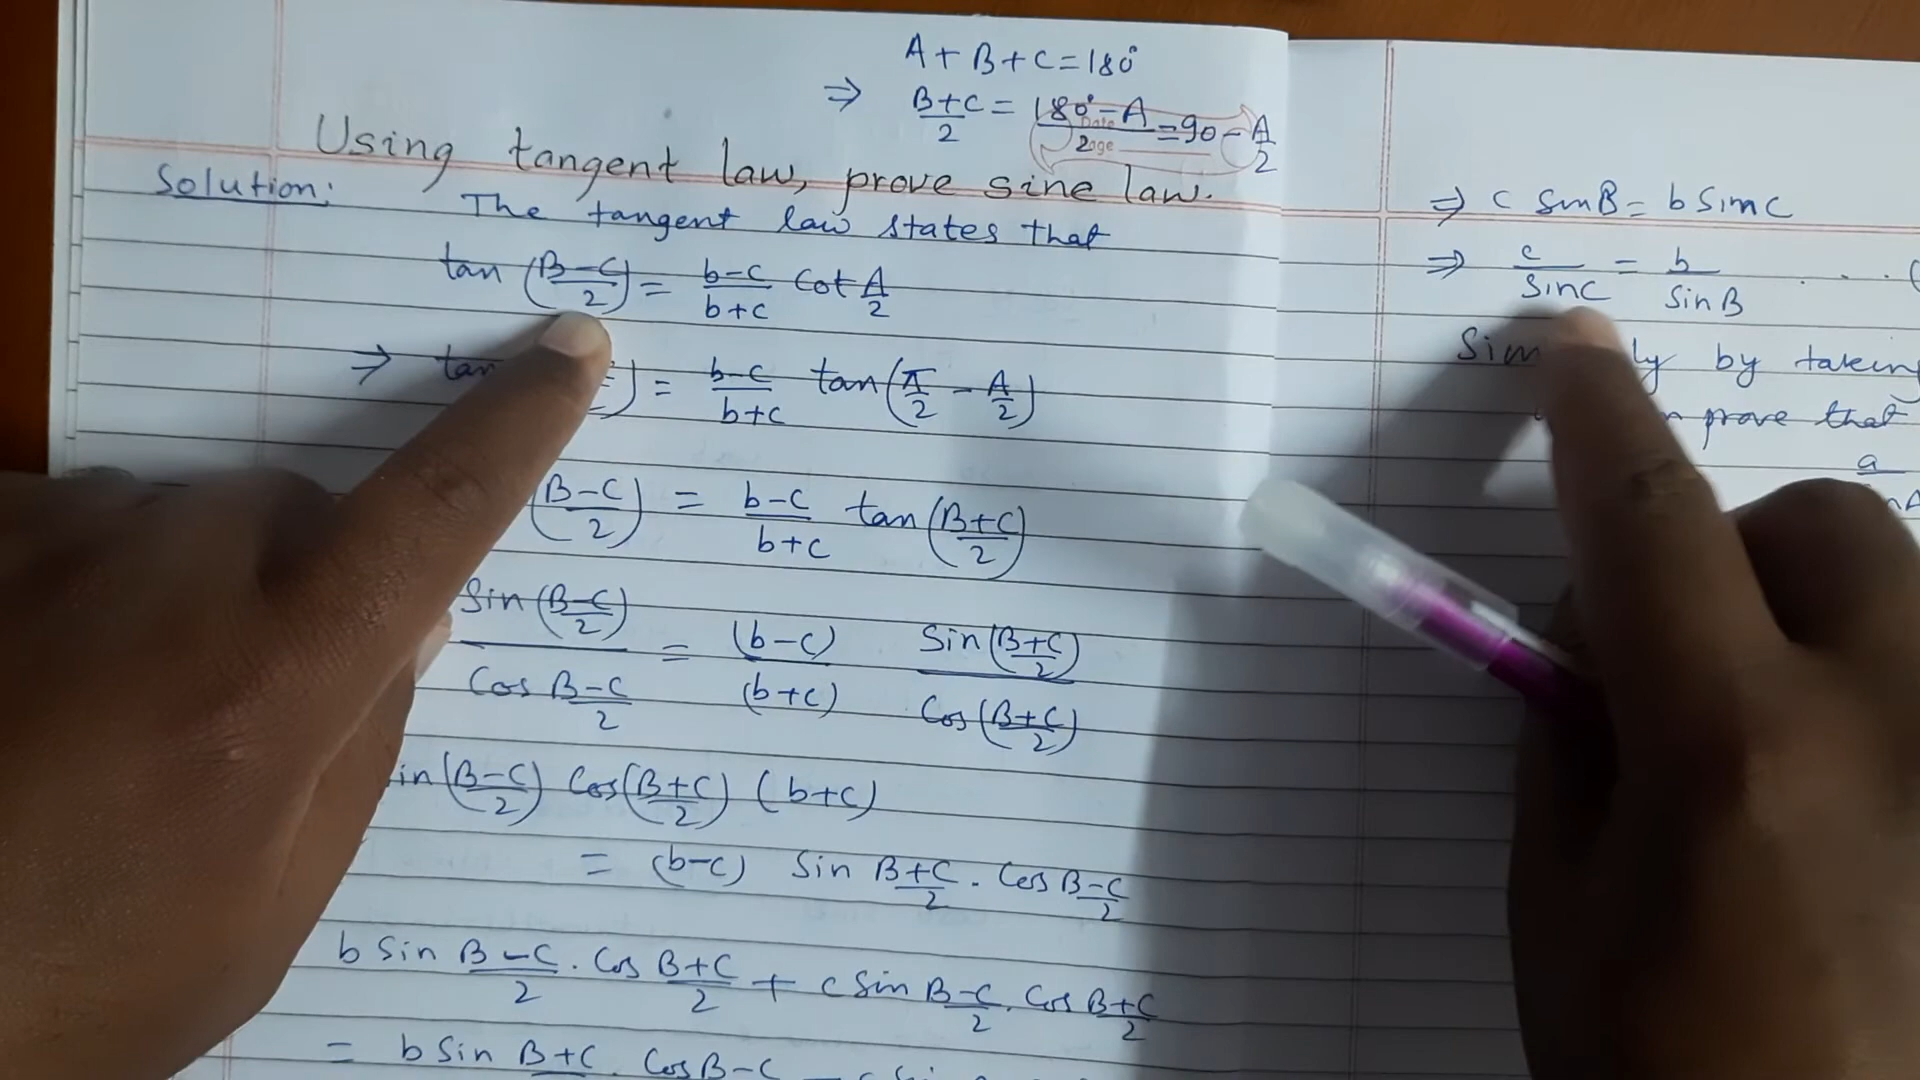 A + B + C = 180°
⇒ (B+C)/2 = (180° - A)/2 = 90 - A/2
Date
Page
Using tangent law, prove sine law.
Solution:
The tangent law states that
tan ((B-C)/2) = (b-c)/(b+c) Cot A/2
⇒ tan ) = (b-c)/(b+c) tan(π/2 - A/2)
((B-C)/2) = (b-c)/(b+c) tan((B+C)/2)
Sin((B-C)/2)/Cos (B-C)/2 = (b-c)/(b+c) Sin((B+C)/2)/Cos((B+C)/2)
in((B-C)/2) Cos((B+C)/2) (b+c)
= (b-c) Sin (B+C)/2 . Cos (B-C)/2
b Sin (B-C)/2 . Cos (B+C)/2 + c Sin (B-C)/2 . Cos (B+C)/2
= b Sin B+C . Cos B-C
⇒ c SinB = b SinC
⇒ c/SinC = b/SinB . . . (
ly by taking
prove that
a